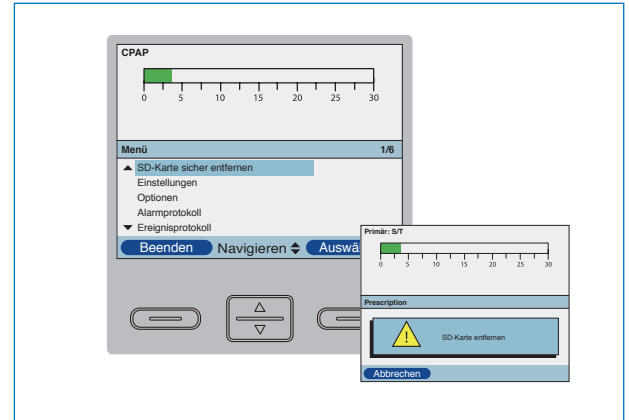 CPAP
0 5 10 15 20 25 30
Menü 1/6
SD-Karte sicher entfernen
Einstellungen
Optionen
Alarmprotokoll
Ereignisprotokoll
Beenden Navigieren
Primär: S/T
0 5 10 15 20 25 30
Prescription
! SD-Karte entfernen
Abbrechen